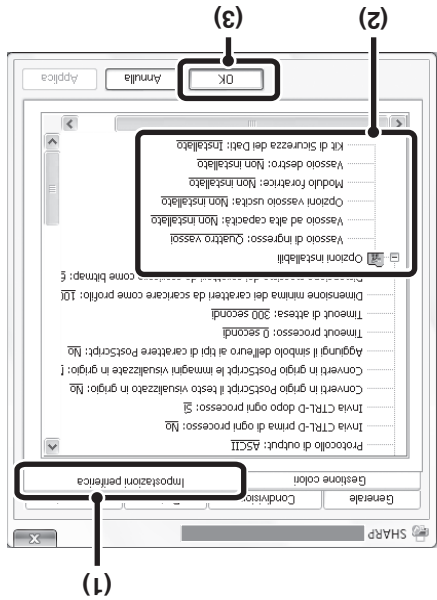 (1)
SHARP
Generale Condivisione
Gestione colori Impostazioni periferica
Protocollo di output: ASCII
Invia CTRL-D prima di ogni processo: No
Invia CTRL-D dopo ogni processo: Sì
Converti in grigio PostScript il testo visualizzato in grigio: No
Converti in grigio PostScript le immagini visualizzate in grigio:
Aggiungi il simbolo dell'euro ai tipi di carattere PostScript: No
Timeout processo: 0 secondi
Timeout di attesa: 300 secondi
Dimensione minima dei caratteri da scaricare come profilo: 100
come bitmap:
Opzioni installabili
Vassoio di ingresso: Quattro vassoi
Vassoio ad alta capacità: Non installato
Opzioni vassoio uscita: Non installato
Modulo foratrice: Non installato
Vassoio destro: Non installato
Kit di Sicurezza dei Dati: Installato
OK Annulla Applica
(2) (3)